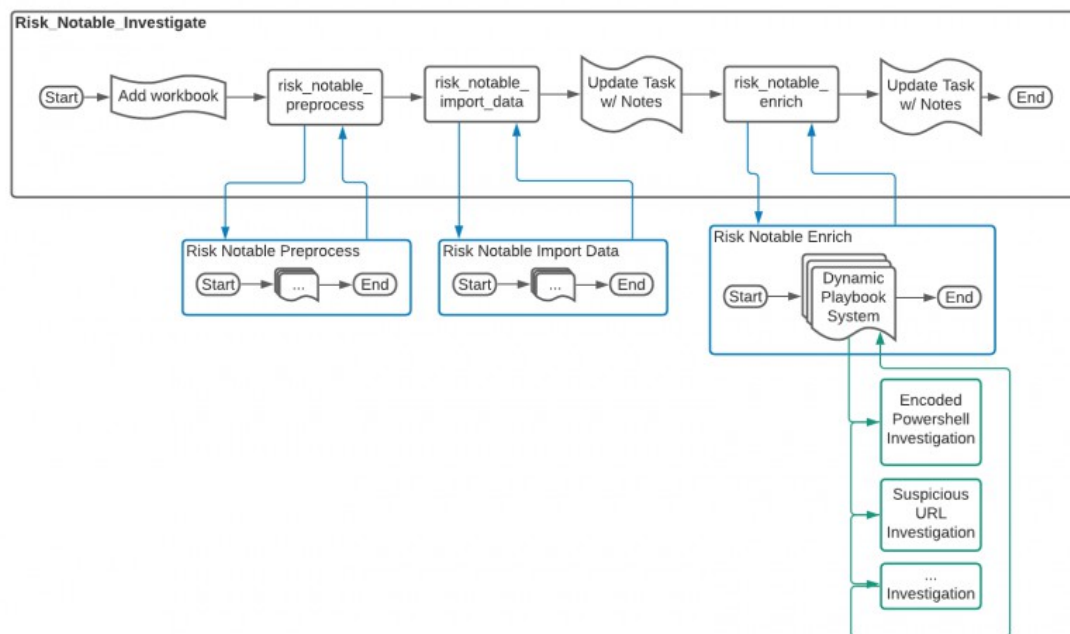 Risk_Notable_Investigate
Start
Add workbook
risk_notable_
preprocess
risk_notable_
import_data
Update Task
w/ Notes
risk_notable_
enrich
Update Task
w/ Notes
End
Risk Notable Preprocess
Start
...
End
Risk Notable Import Data
Start
...
End
Risk Notable Enrich
Start
Dynamic
Playbook
System
End
Encoded
Powershell
Investigation
Suspicious
URL
Investigation
...
Investigation